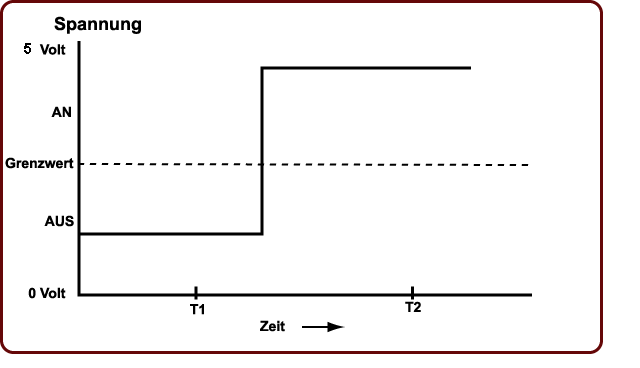 Spannung
5 Volt
AN
Grenzwert
AUS
0 Volt
T1
T2
Zeit